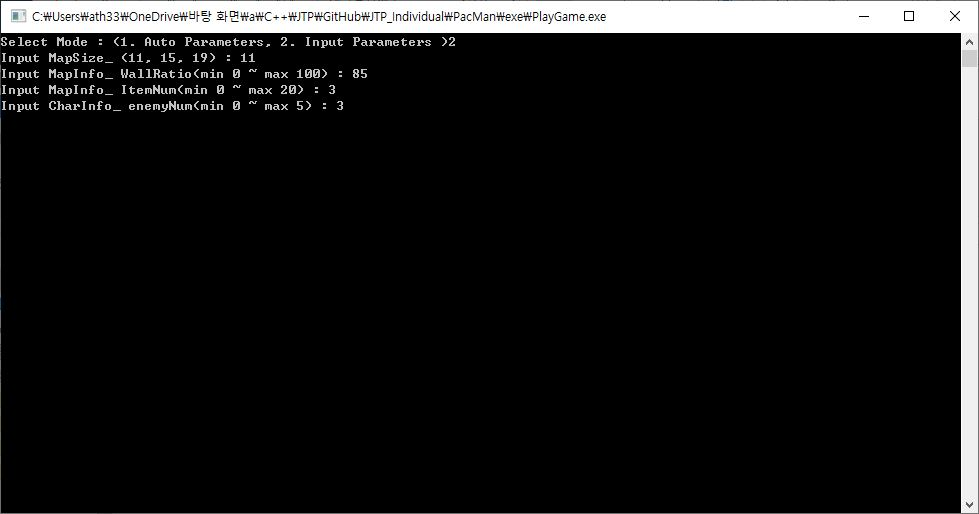 C:₩Users₩ath33₩OneDrive₩바탕 화면₩a₩C++₩JTP₩GitHub₩JTP_Individual₩PacMan₩exe₩PlayGame.exe
Select Mode : (1. Auto Parameters, 2. Input Parameters )2
Input MapSize_ (11, 15, 19) : 11
Input MapInfo_ WallRatio(min 0 ~ max 100) : 85
Input MapInfo_ ItemNum(min 0 ~ max 20) : 3
Input CharInfo_ enemyNum(min 0 ~ max 5) : 3